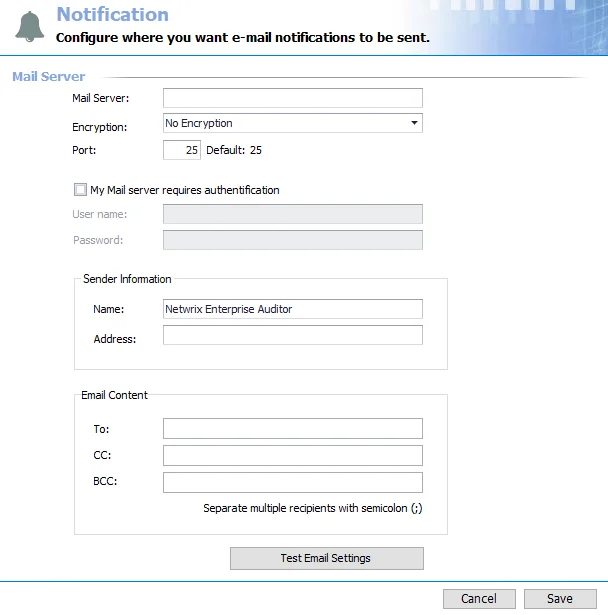 Notification
Configure where you want e-mail notifications to be sent.
Mail Server
Mail Server:
Encryption: No Encryption
Port: 25 Default: 25
My Mail server requires authentication
User name:
Password:
Sender Information
Name: Netwrix Enterprise Auditor
Address:
Email Content
To:
CC:
BCC:
Separate multiple recipients with semicolon (;)
Test Email Settings
Cancel Save